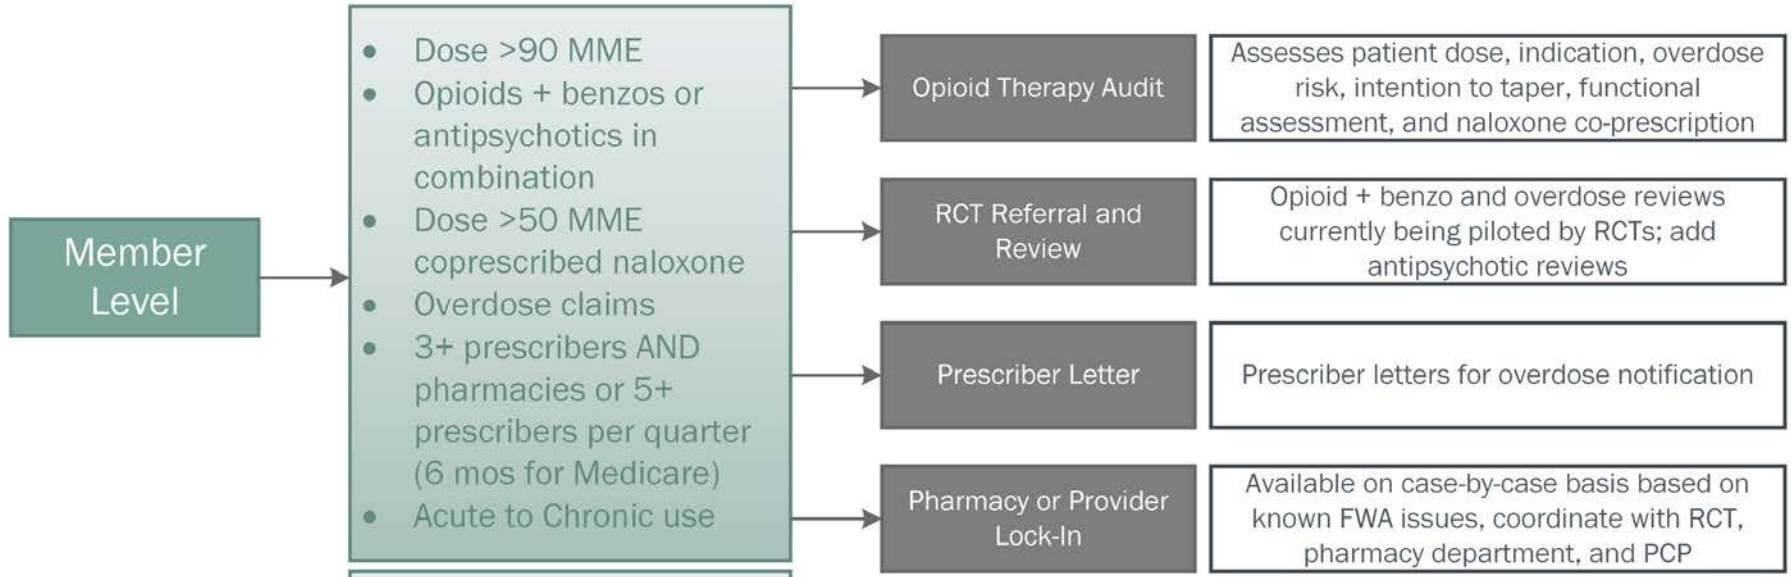 Member
Level
• Dose >90 MME
• Opioids + benzos or
antipsychotics in
combination
• Dose >50 MME
coprescribed naloxone
• Overdose claims
• 3+ prescribers AND
pharmacies or 5+
prescribers per quarter
(6 mos for Medicare)
• Acute to Chronic use
Opioid Therapy Audit
Assesses patient dose, indication, overdose
risk, intention to taper, functional
assessment, and naloxone co-prescription
RCT Referral and
Review
Opioid + benzo and overdose reviews
currently being piloted by RCTs; add
antipsychotic reviews
Prescriber Letter
Prescriber letters for overdose notification
Pharmacy or Provider
Lock-In
Available on case-by-case basis based on
known FWA issues, coordinate with RCT,
pharmacy department, and PCP